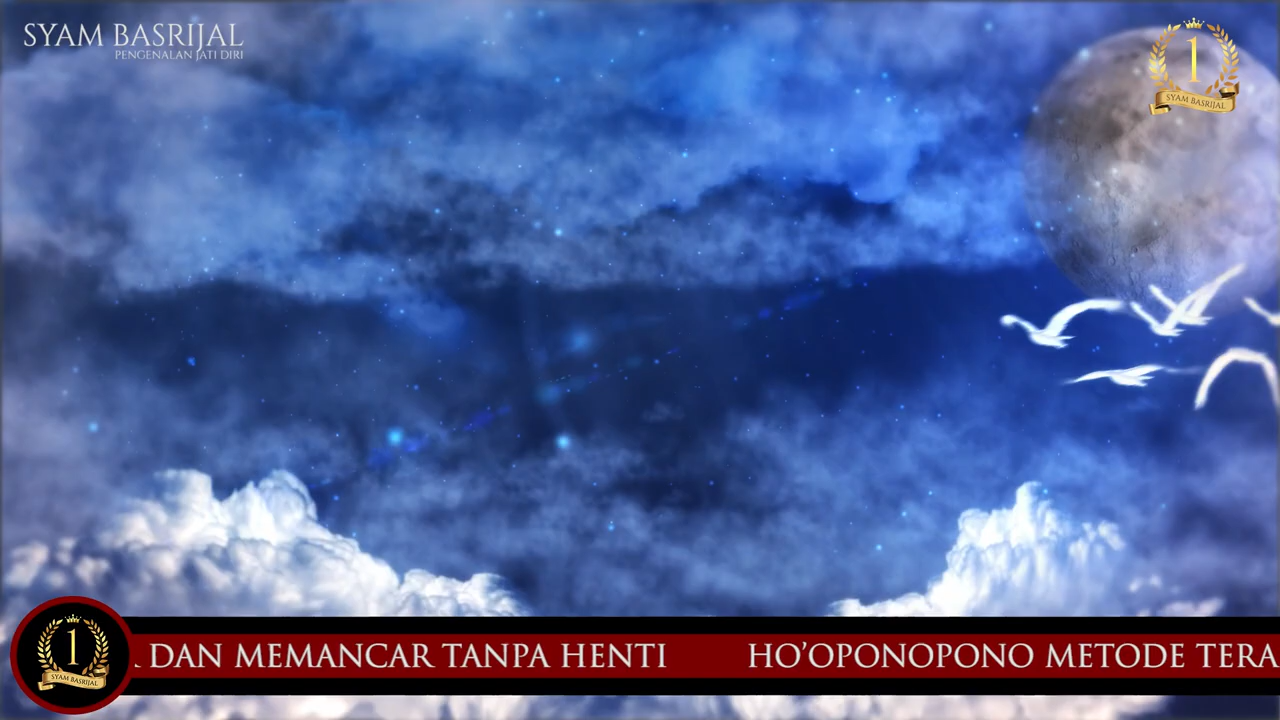 SYAM BASRIJAL
PENGENALAN JATI DIRI
1
SYAM BASRIJAL
1
SYAM BASRIJAL
DAN MEMANCAR TANPA HENTI HO’OPONOPONO METODE TERA